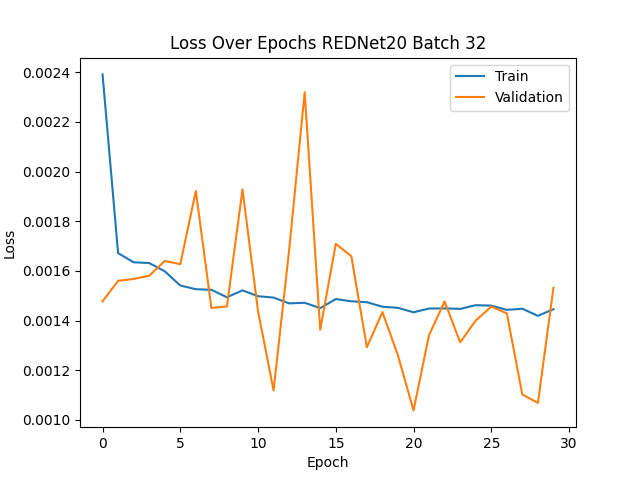 Loss Over Epochs REDNet20 Batch 32
Train
Validation
Loss
0.0024
0.0022
0.0020
0.0018
0.0016
0.0014
0.0012
0.0010
0 5 10 15 20 25 30
Epoch